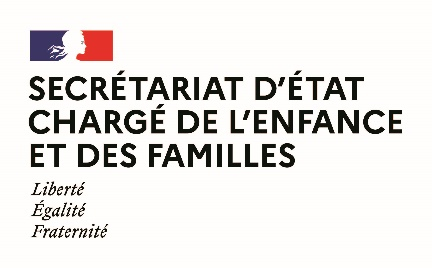 SECRÉTARIAT D'ÉTAT
CHARGÉ DE L'ENFANCE
ET DES FAMILLES
Liberté
Égalité
Fraternité